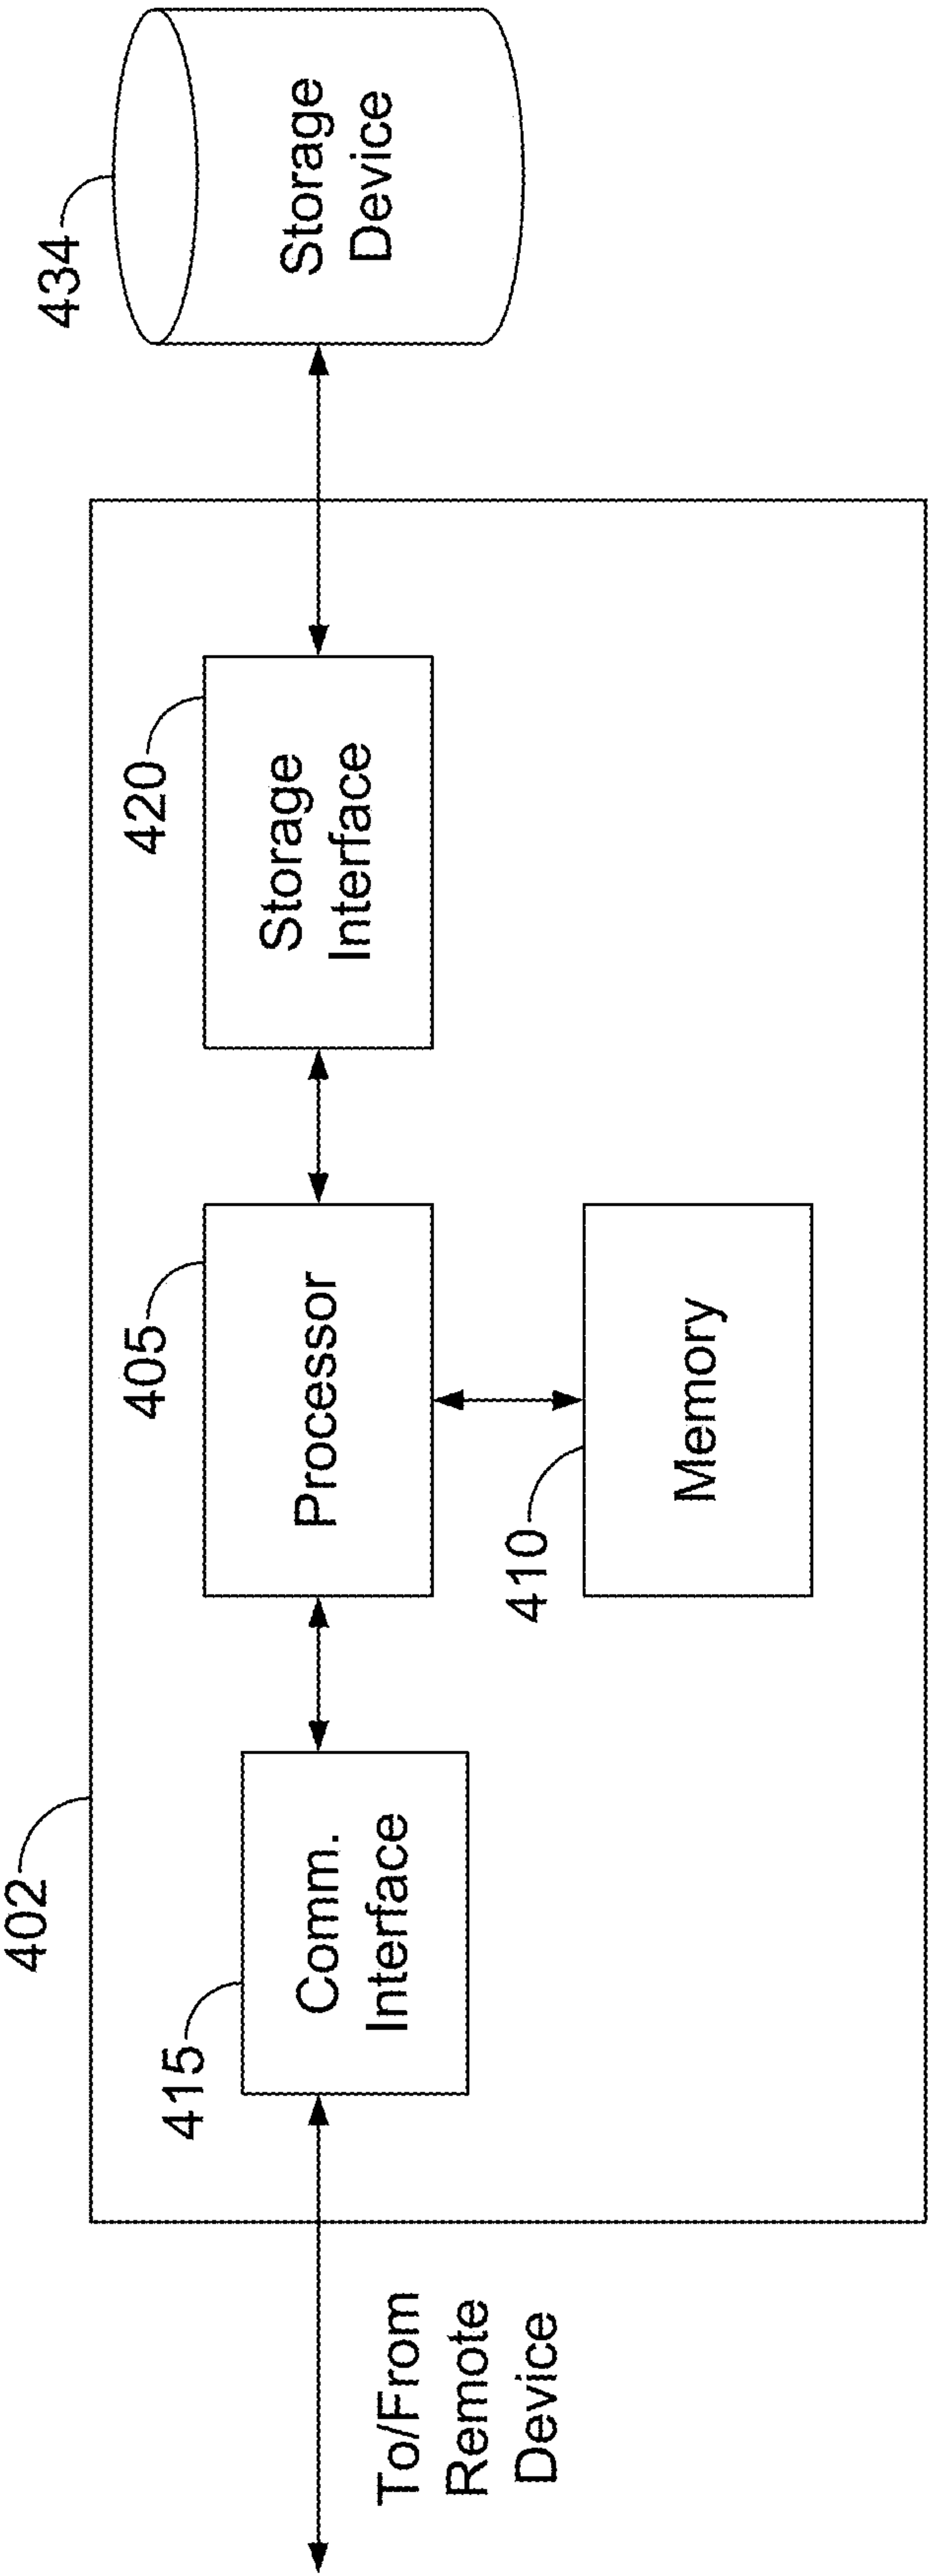 402
415
Comm.
Interface
To/From
Remote
Device
405
Processor
410
Memory
420
Storage
Interface
434
Storage
Device